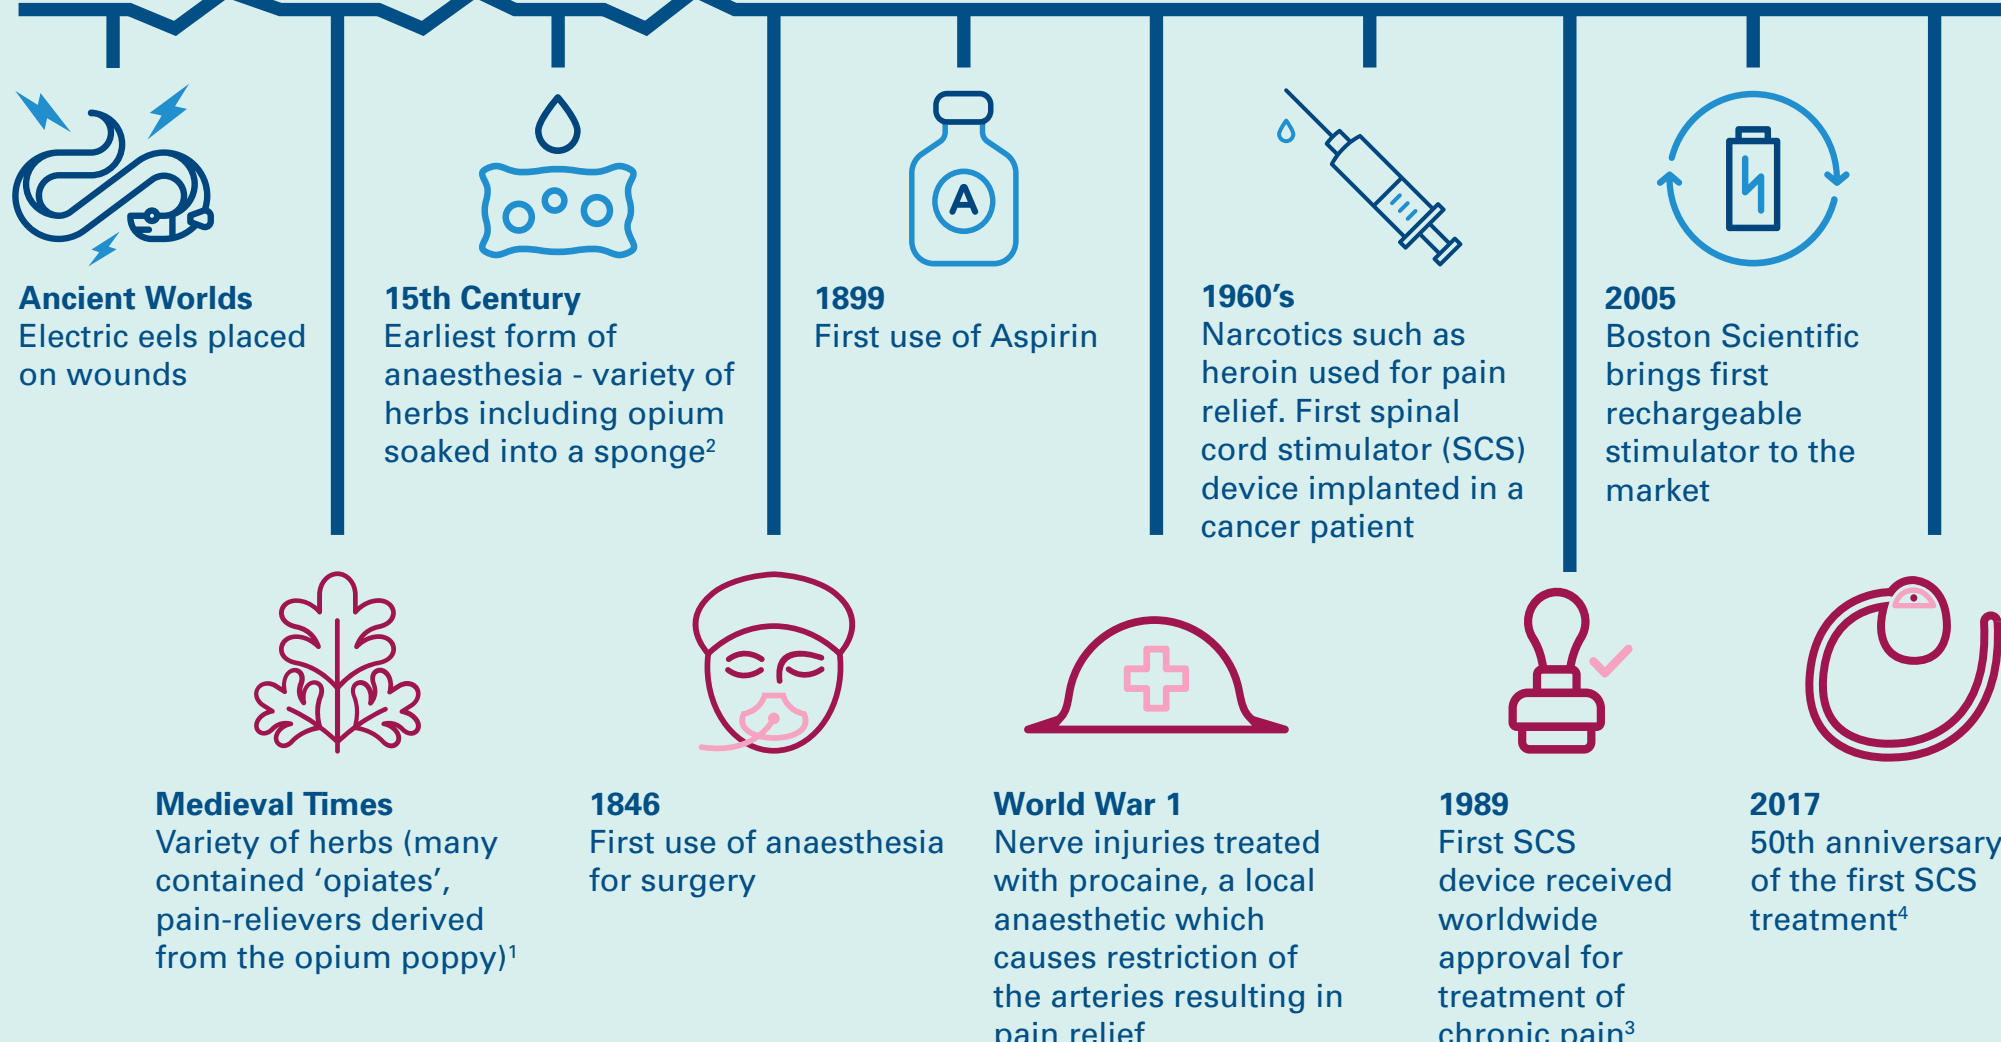 A
Ancient Worlds
Electric eels placed
on wounds
15th Century
Earliest form of
anaesthesia - variety of
herbs including opium
soaked into a sponge²
1899
First use of Aspirin
1960’s
Narcotics such as
heroin used for pain
relief. First spinal
cord stimulator (SCS)
device implanted in a
cancer patient
2005
Boston Scientific
brings first
rechargeable
stimulator to the
market
Medieval Times
Variety of herbs (many
contained ‘opiates’,
pain-relievers derived
from the opium poppy)¹
1846
First use of anaesthesia
for surgery
World War 1
Nerve injuries treated
with procaine, a local
anaesthetic which
causes restriction of
the arteries resulting in
pain relief
1989
First SCS
device received
worldwide
approval for
treatment of
chronic pain³
2017
50th anniversary
of the first SCS
treatment⁴